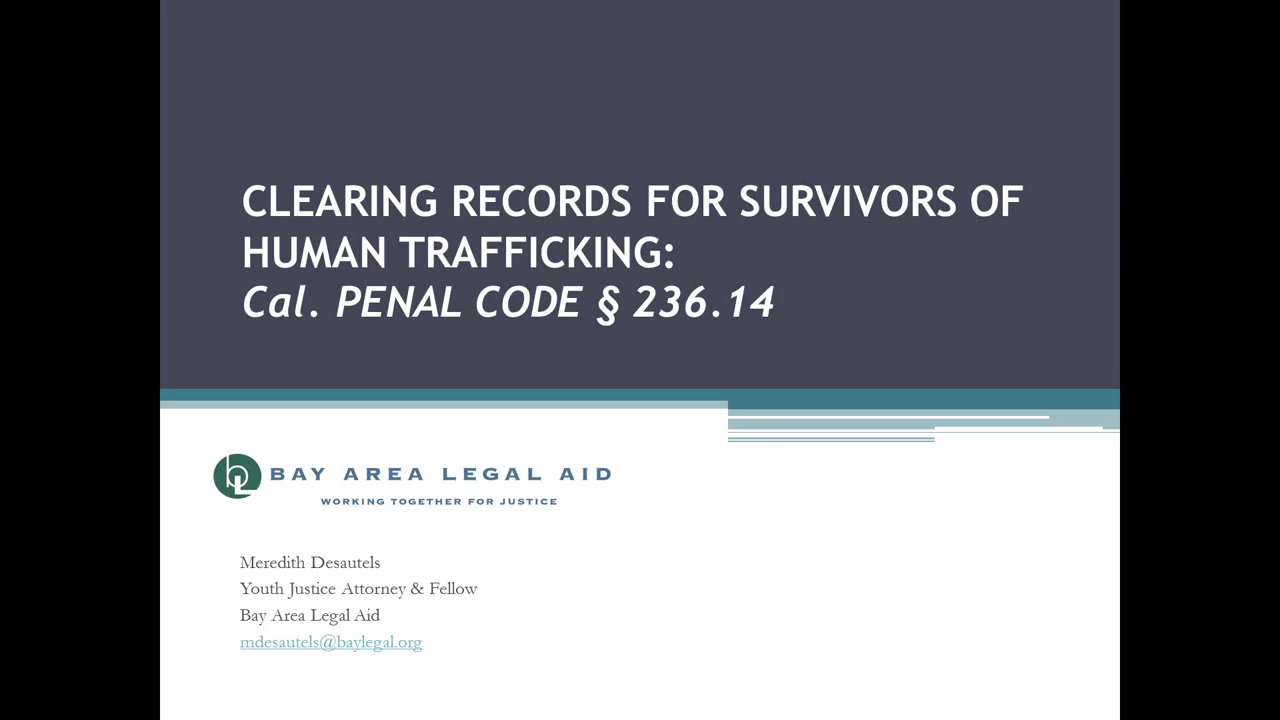 CLEARING RECORDS FOR SURVIVORS OF
HUMAN TRAFFICKING:
Cal. PENAL CODE § 236.14
bL BAY AREA LEGAL AID
WORKING TOGETHER FOR JUSTICE
Meredith Desautels
Youth Justice Attorney & Fellow
Bay Area Legal Aid
mdesautels@baylegal.org